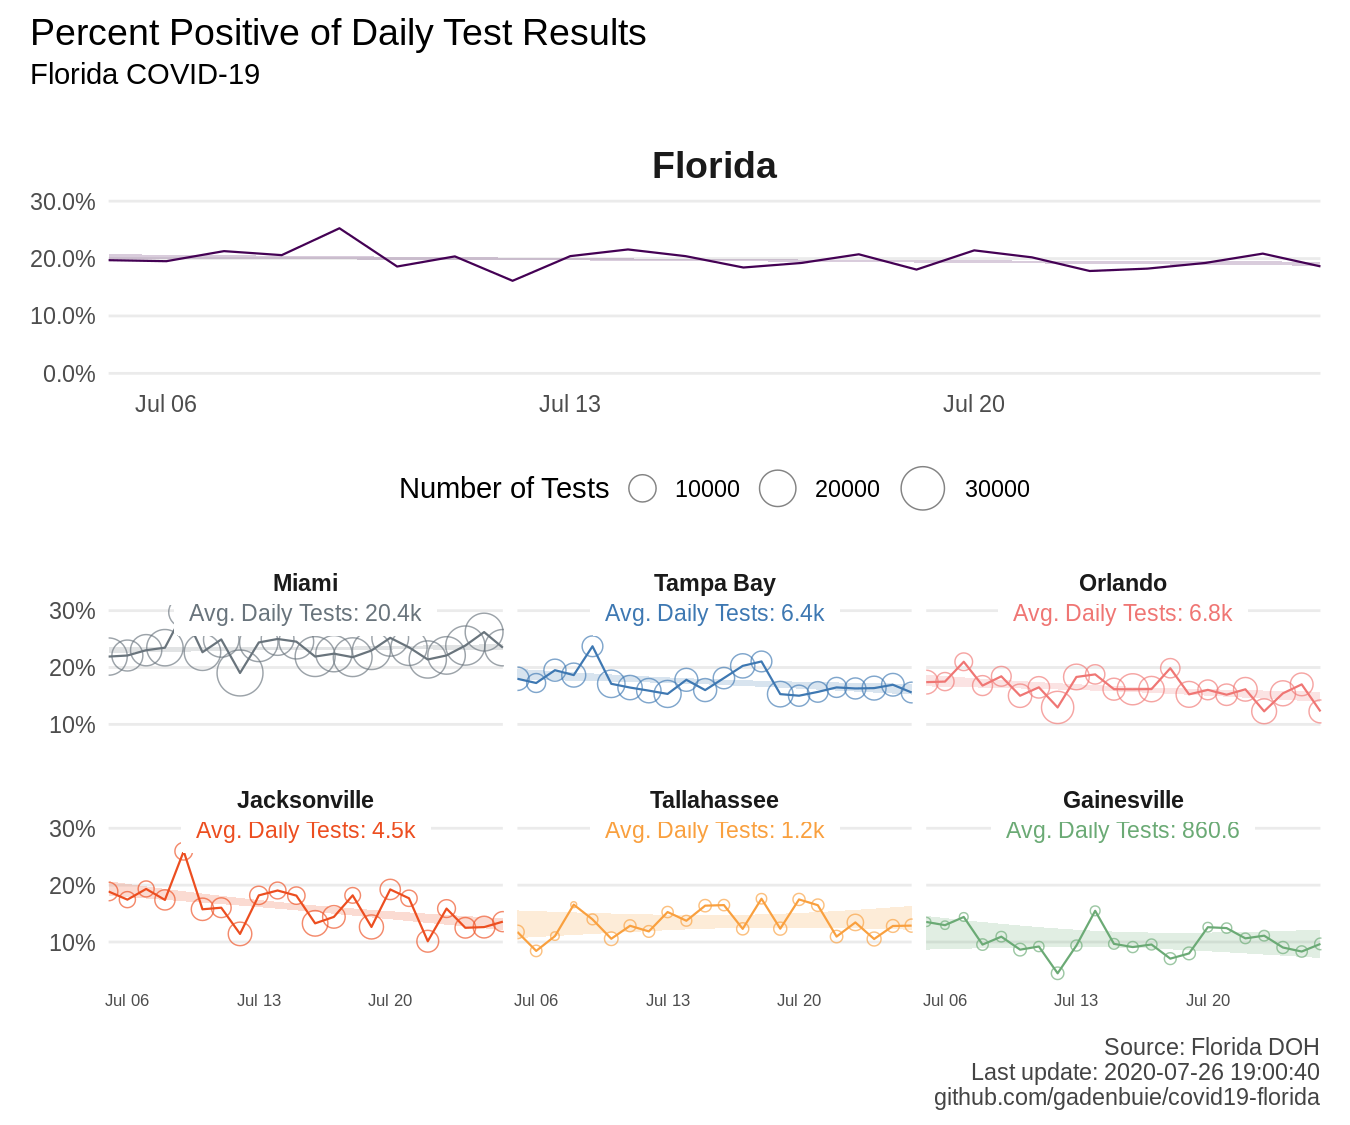 Percent Positive of Daily Test Results
Florida COVID-19
Florida
30.0%
20.0%
10.0%
0.0%
Jul 06 Jul 13 Jul 20
Number of Tests 10000 20000 30000
Miami Tampa Bay Orlando
30% Avg. Daily Tests: 20.4k Avg. Daily Tests: 6.4k Avg. Daily Tests: 6.8k
20%
10%
Jacksonville Tallahassee Gainesville
30% Avg. Daily Tests: 4.5k Avg. Daily Tests: 1.2k Avg. Daily Tests: 860.6
20%
10%
Jul 06 Jul 13 Jul 20 Jul 06 Jul 13 Jul 20 Jul 06 Jul 13 Jul 20
Source: Florida DOH
Last update: 2020-07-26 19:00:40
github.com/gadenbuie/covid19-florida